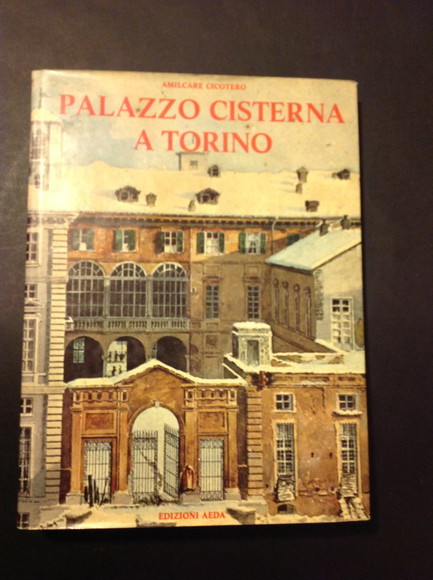 AMILCARE CICOTERO
PALAZZO CISTERNA
A TORINO
EDIZIONI AEDA